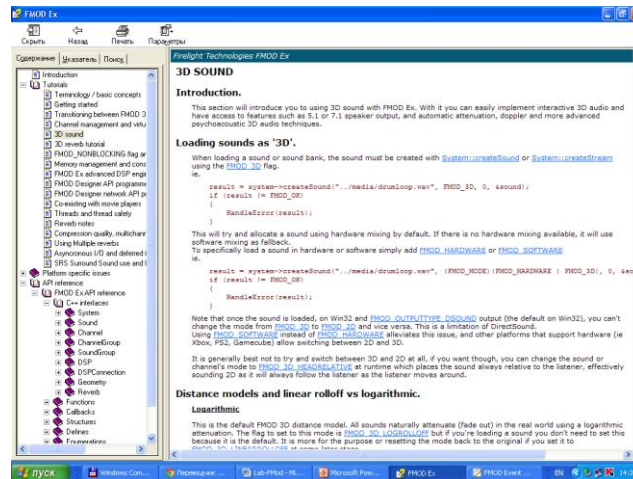 FMOD Ex
Скрыть Назад Печать Параметры
Содержание Указатель Поиск
Introduction
Tutorials
Terminology / basic concepts
Getting started
Transitioning between FMOD 3
Channel management and virtu
3D sound
3D reverb tutorial
FMOD_NONBLOCKING flag ar
Memory management and cons
FMOD Ex advanced DSP engi
FMOD Designer API programme
FMOD Designer network API p
Co-existing with movie players
Threads and thread safety
Reverb notes
Compression quality, multichanr
Using Multiple reverbs
Asyncronous I/O and deferred f
SRS Surround Sound use and l
Platform specific issues
API reference
FMOD Ex API reference
C++ interfaces
System
Sound
Channel
ChannelGroup
SoundGroup
DSP
DSPConnection
Geometry
Reverb
Functions
Callbacks
Structures
Defines
Enumerations
Firelight Technologies FMOD Ex
3D SOUND
Introduction.
This section will introduce you to using 3D sound with FMOD Ex. With it you can easily implement interactive 3D audio and
have access to features such as 5.1 or 7.1 speaker output, and automatic attenuation, doppler and more advanced
psychoacoustic 3D audio techniques.
Loading sounds as '3D'.
When loading a sound or sound bank, the sound must be created with System::createSound or System::createStream
using the FMOD_3D flag.
ie.
result = system->createSound("../media/drumloop.wav", FMOD_3D, 0, &sound);
if (result != FMOD_OK)
{
HandleError(result);
}
This will try and allocate a sound using hardware mixing by default. If there is no hardware mixing available, it will use
software mixing as fallback.
To specifically load a sound in hardware or software simply add FMOD_HARDWARE or FMOD_SOFTWARE
ie.
result = system->createSound("../media/drumloop.wav", (FMOD_MODE)(FMOD_HARDWARE | FMOD_3D), 0, &so
if (result != FMOD_OK)
{
HandleError(result);
}
Note that once the sound is loaded, on Win32 and FMOD_OUTPUTTYPE_DSOUND output (the default on Win32), you can't
change the mode from FMOD_3D to FMOD_2D and vice versa. This is a limitation of DirectSound.
Using FMOD_SOFTWARE instead of FMOD_HARDWARE alleviates this issue, and other platforms that support hardware (ie
Xbox, PS2, Gamecube) allow switching between 2D and 3D.
It is generally best not to try and switch between 3D and 2D at all, if you want though, you can change the sound or
channel's mode to FMOD_3D_HEADRELATIVE at runtime which places the sound always relative to the listener, effectively
sounding 2D as it will always follow the listener as the listener moves around.
Distance models and linear rolloff vs logarithmic.
Logarithmic
This is the default FMOD 3D distance model. All sounds naturally attenuate (fade out) in the real world using a logarithmic
attenuation. The flag to set to this mode is FMOD_3D_LOGROLLOFF but if you're loading a sound you don't need to set this
because it is the default. It is more for the purpose or resetting the mode back to the original if you set it to
FMOD_3D_LINEARROLLOFF at some later stage.
пуск Windows Com... Переводчик: ... Lab-FMod - Mi... Microsoft Pow... FMOD Ex FMOD Event ... EN